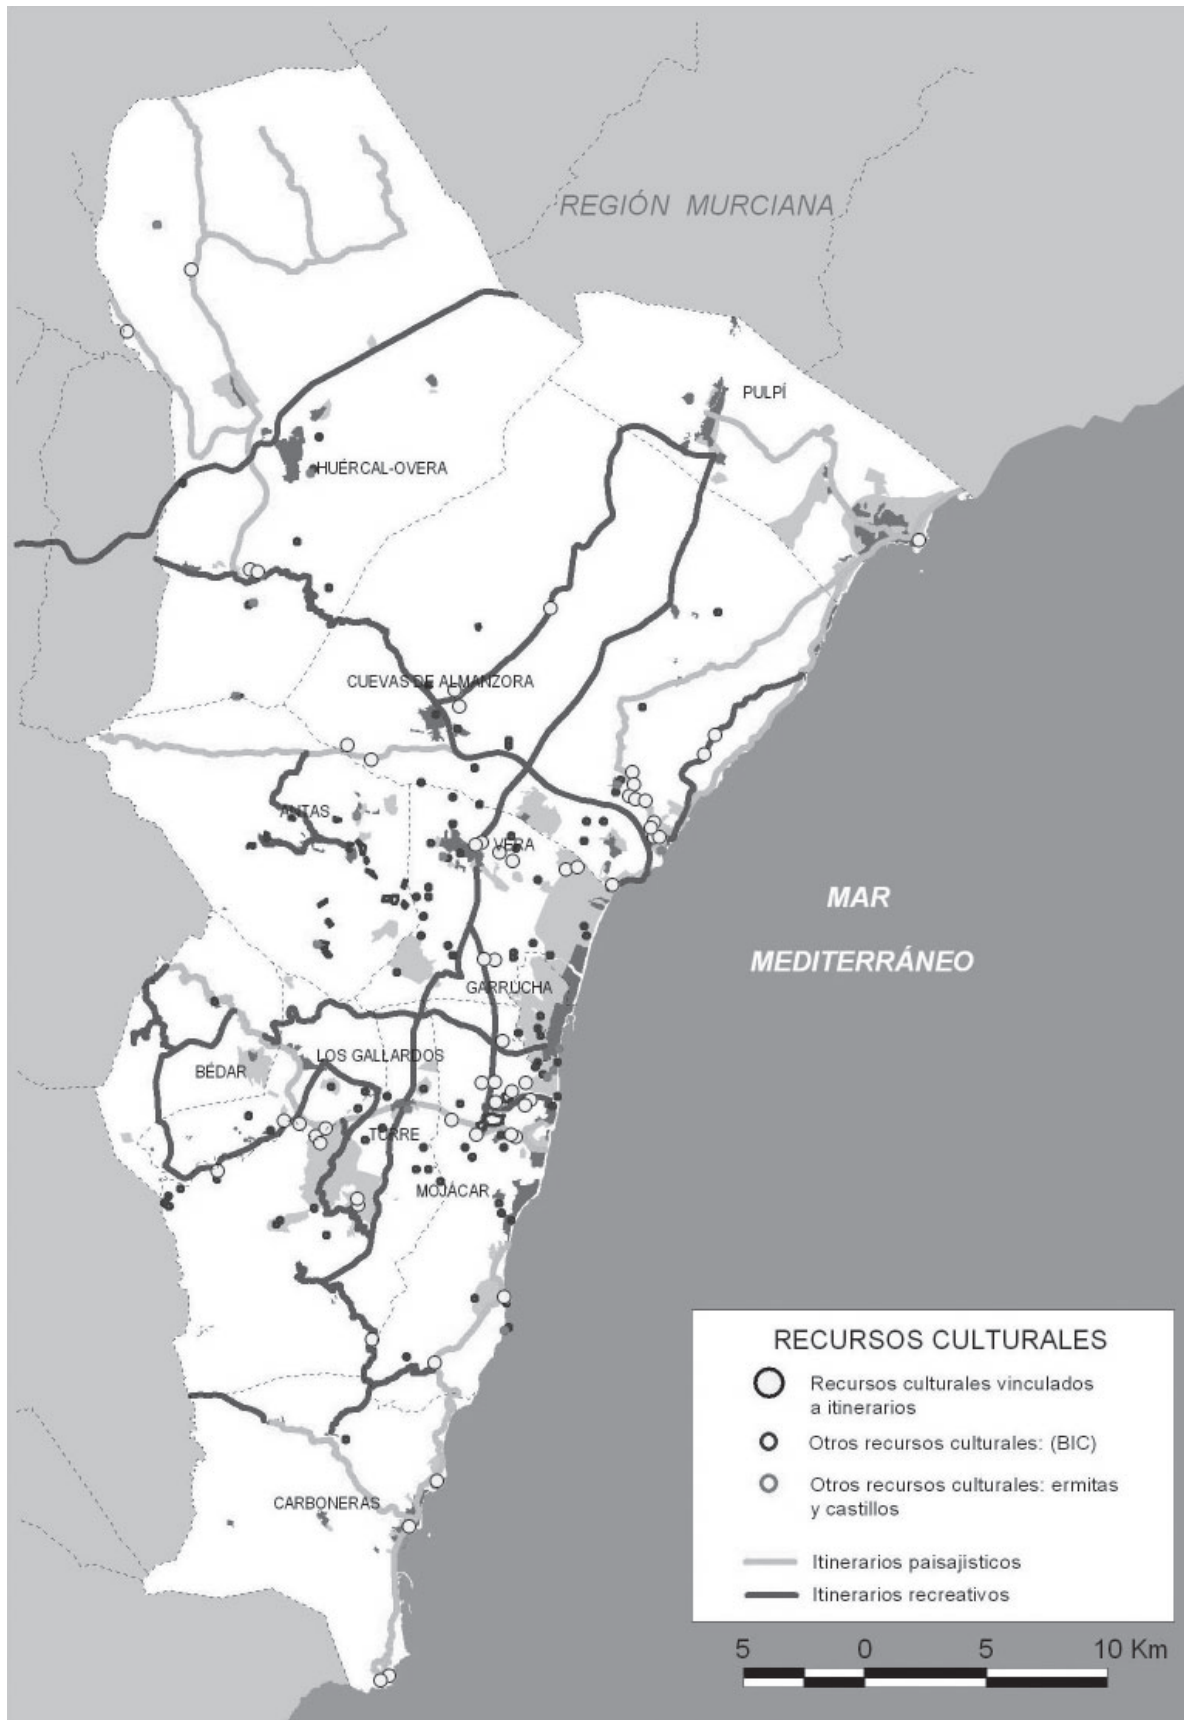 REGIÓN MURCIANA
PULPÍ
HUÉRCAL-OVERA
CUEVAS DE ALMANZORA
ANTAS
VERA
MAR
MEDITERRÁNEO
GARRUCHA
LOS GALLARDOS
BÉDAR
TURRE
MOJÁCAR
CARBONERAS
RECURSOS CULTURALES
Recursos culturales vinculados
a itinerarios
Otros recursos culturales: (BIC)
Otros recursos culturales: ermitas
y castillos
Itinerarios paisajísticos
Itinerarios recreativos
5 0 5 10 Km